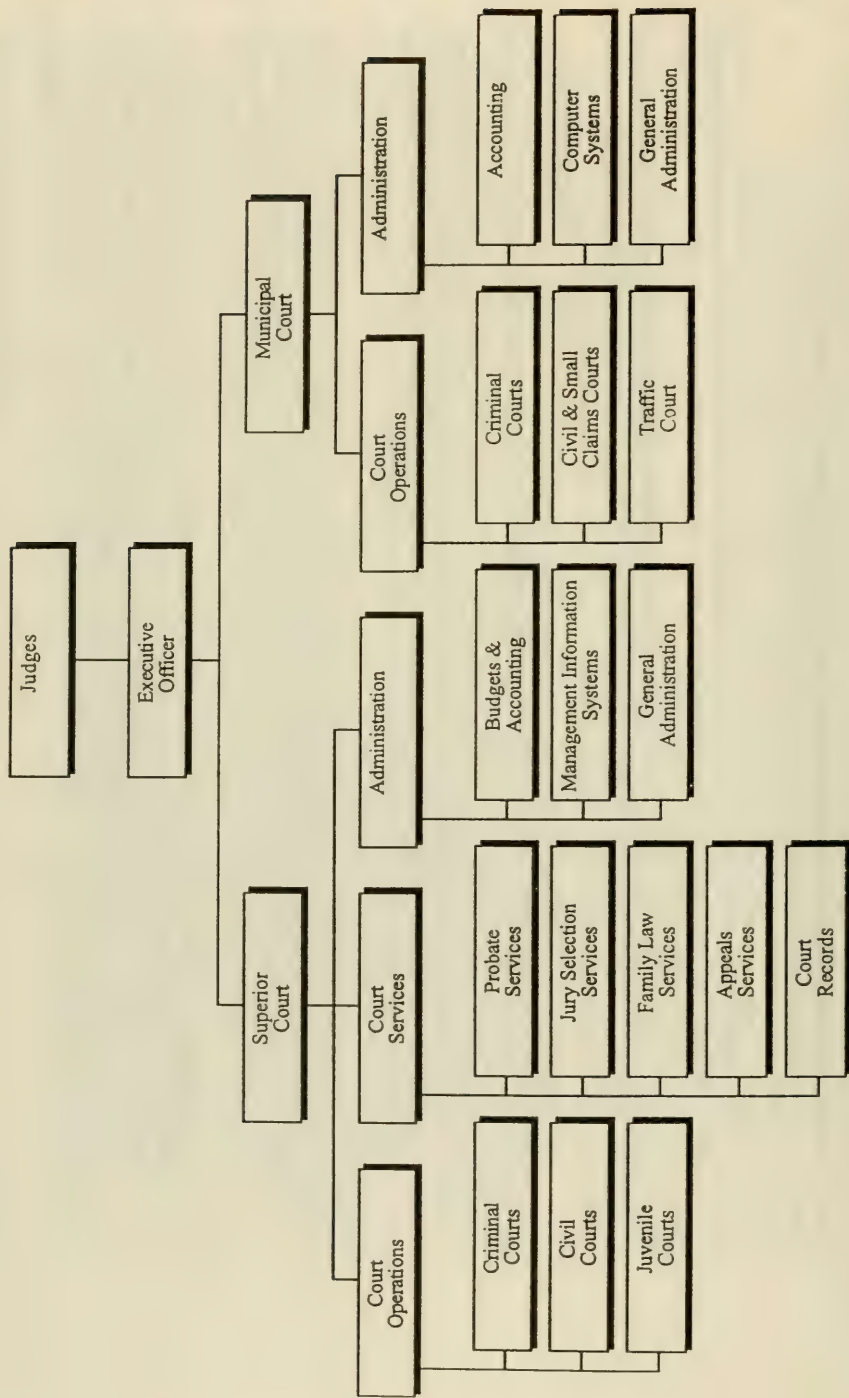 Judges
Executive
Officer
Superior
Court
Municipal
Court
Court
Operations
Court
Services
Administration
Court
Operations
Administration
Criminal
Courts
Civil
Courts
Juvenile
Courts
Probate
Services
Jury Selection
Services
Family Law
Services
Appeals
Services
Court
Records
Budgets &
Accounting
Management Information
Systems
General
Administration
Criminal
Courts
Civil & Small
Claims Courts
Traffic
Court
Accounting
Computer
Systems
General
Administration